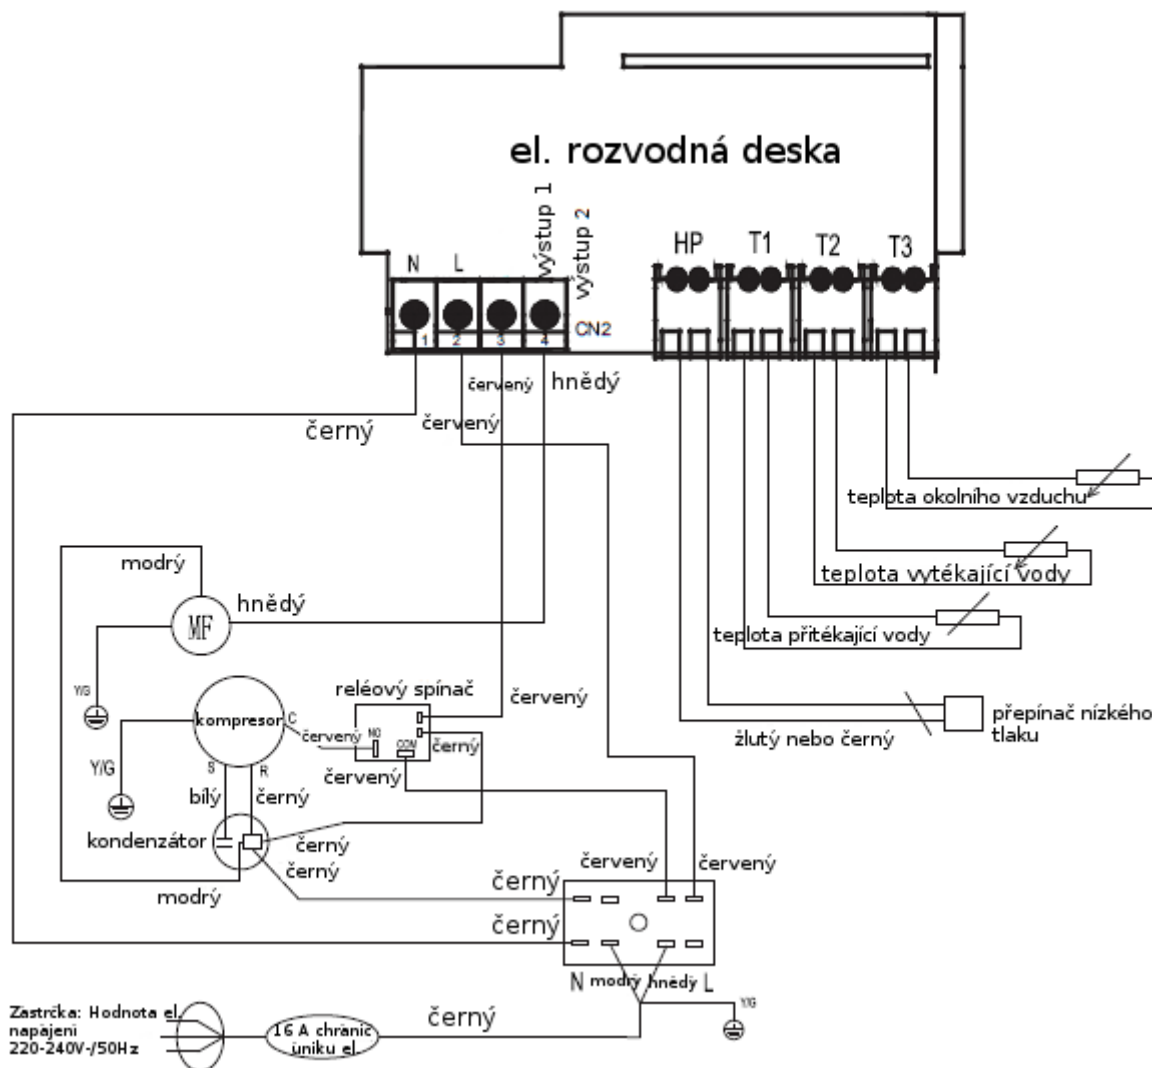 el. rozvodná deska
výstup 1
výstup 2
HP T1 T2 T3
N L
CN2
1 2 3 4
červený hnědý
černý červený
teplota okolního vzduchu
modrý
teplota vytékající vody
hnědý
MF
teplota přitékající vody
Y/G
reléový spínač
červený
kompresor C
NO
COM
červený
černý
přepínač nízkého
tlaku
žlutý nebo černý
Y/G
S R
červený
bílý černý
kondenzátor
černý
černý
červený červený
modrý
černý
černý
N modrý hnědý L
Y/G
Zástrčka: Hodnota el.
napájení
220-240V-/50Hz
16 A chránič
úniku el.
černý